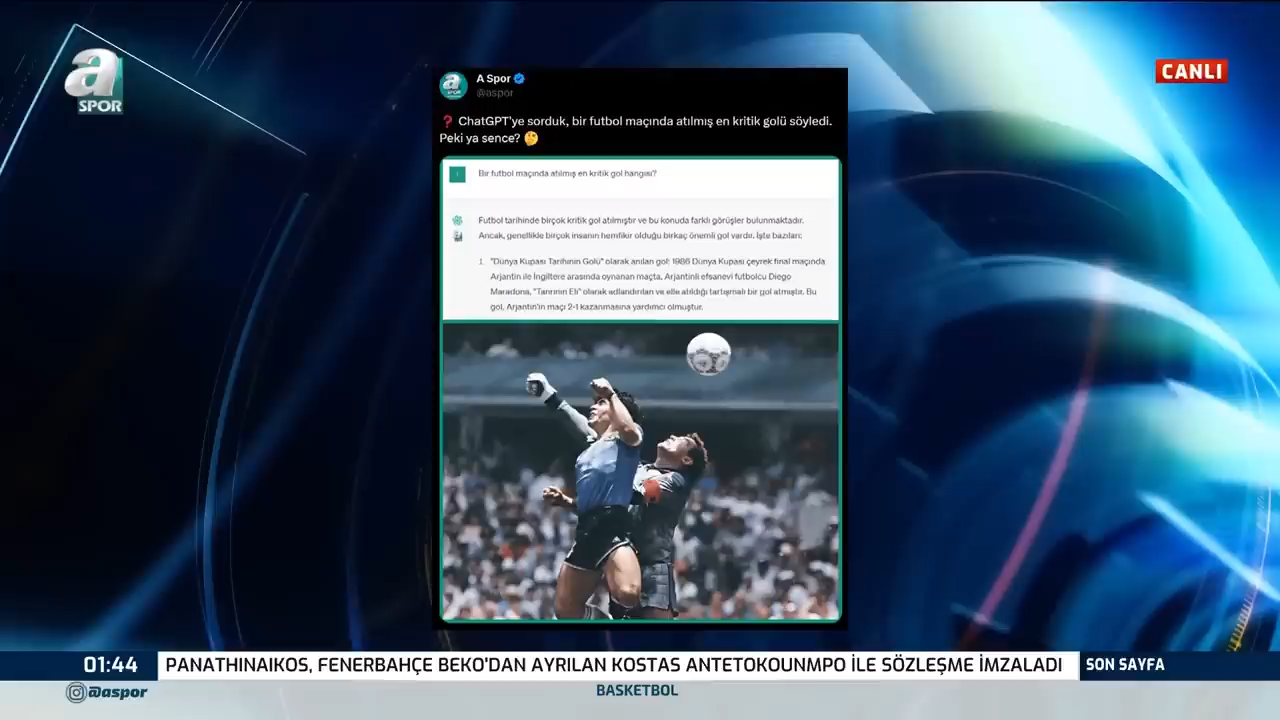 a
SPOR
CANLI
A Spor
@aspor
❓ ChatGPT'ye sorduk, bir futbol maçında atılmış en kritik golü söyledi.
Peki ya sence? 🤔
Bir futbol maçında atılmış en kritik gol hangisi?
Futbol tarihinde birçok kritik gol atılmıştır ve bu konuda farklı görüşler bulunmaktadır.
Ancak, genellikle birçok insanın hemfikir olduğu birkaç önemli gol vardır. İşte bazıları:
1. "Dünya Kupası Tarihinin Golü" olarak anılan gol: 1986 Dünya Kupası çeyrek final maçında
Arjantin ile İngiltere arasında oynanan maçta, Arjantinli efsanevi futbolcu Diego
Maradona, "Tanrının Eli" olarak adlandırılan ve elle atıldığı tartışmalı bir gol atmıştır. Bu
gol, Arjantin'in maçı 2-1 kazanmasına yardımcı olmuştur.
01:44
PANATHINAIKOS, FENERBAHÇE BEKO'DAN AYRILAN KOSTAS ANTETOKOUNMPO İLE SÖZLEŞME İMZALADI
SON SAYFA
@aspor
BASKETBOL